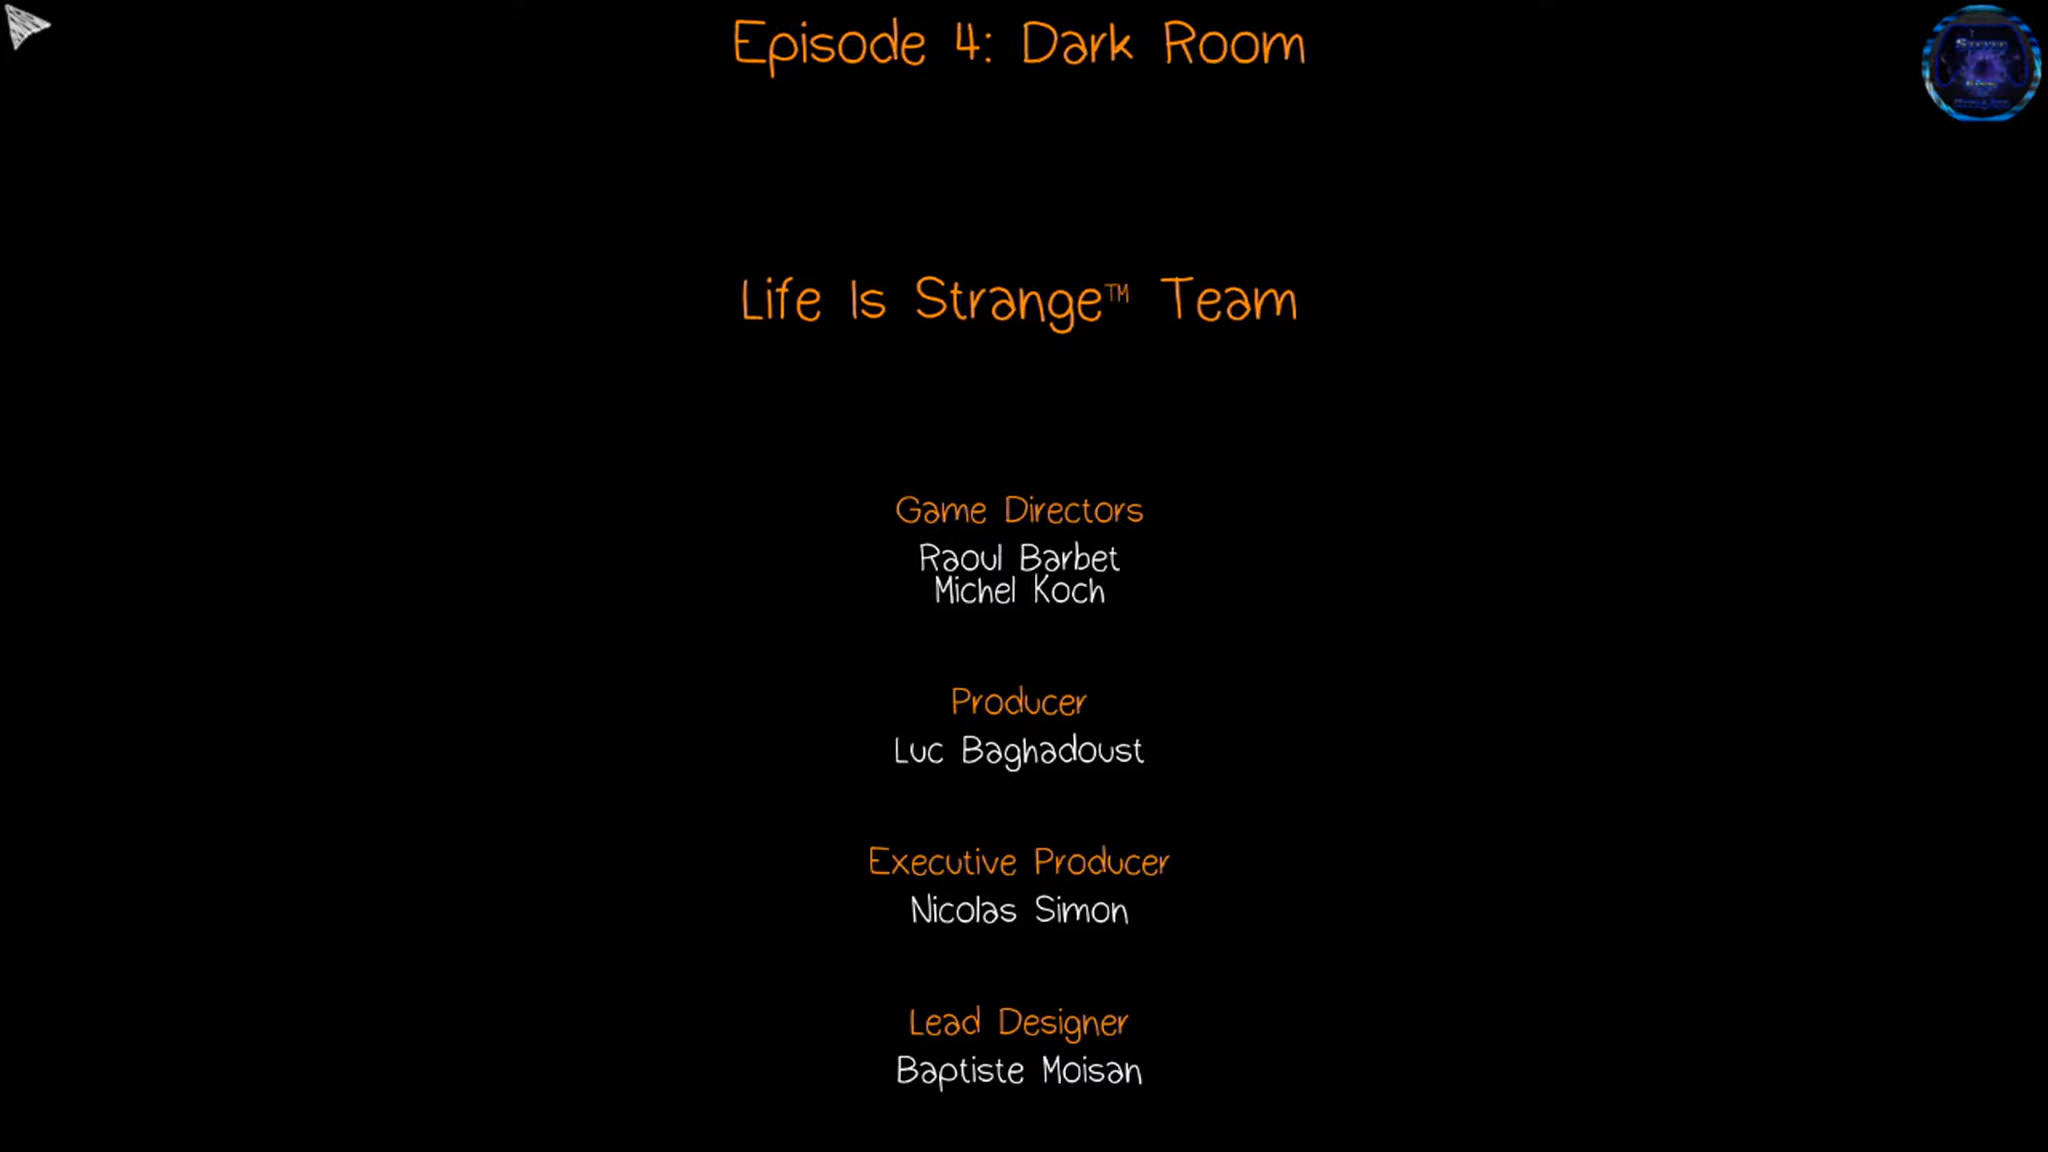 Episode 4: Dark Room
Life Is Strange™ Team
Game Directors
Raoul Barbet
Michel Koch
Producer
Luc Baghadoust
Executive Producer
Nicolas Simon
Lead Designer
Baptiste Moisan